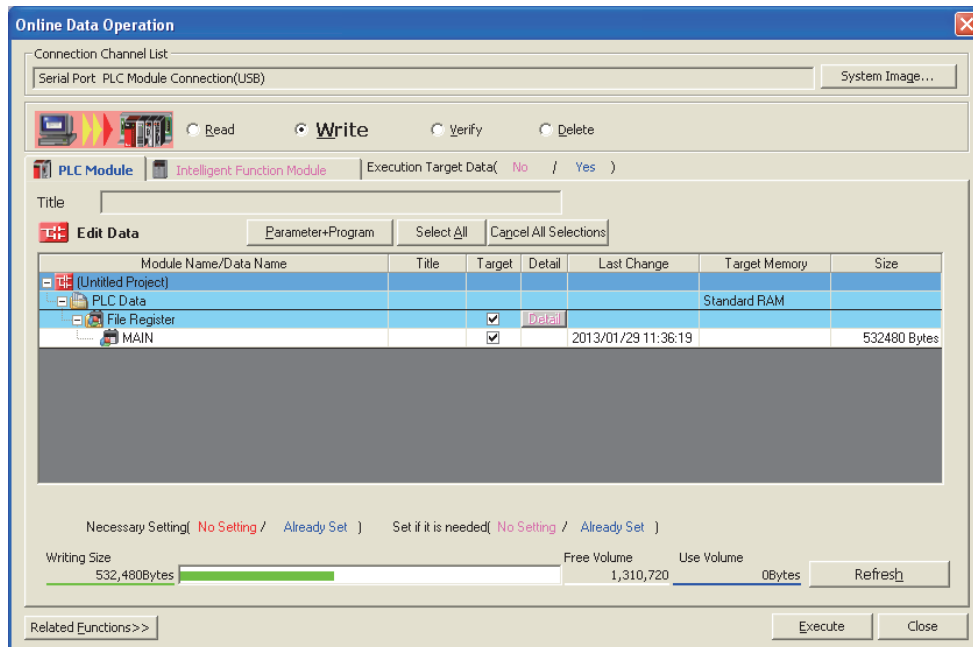 Online Data Operation
Connection Channel List
Serial Port PLC Module Connection(USB)
System Image...
Read
Write
Verify
Delete
PLC Module
Intelligent Function Module
Execution Target Data( No / Yes )
Title
Edit Data
Parameter+Program
Select All
Cancel All Selections
Module Name/Data Name Title Target Detail Last Change Target Memory Size
(Untitled Project)
PLC Data Standard RAM
File Register Detail
MAIN 2013/01/29 11:36:19 532480 Bytes
Necessary Setting( No Setting / Already Set ) Set if it is needed( No Setting / Already Set )
Writing Size Free Volume Use Volume
532,480Bytes 1,310,720 0Bytes Refresh
Related Functions>> Execute Close